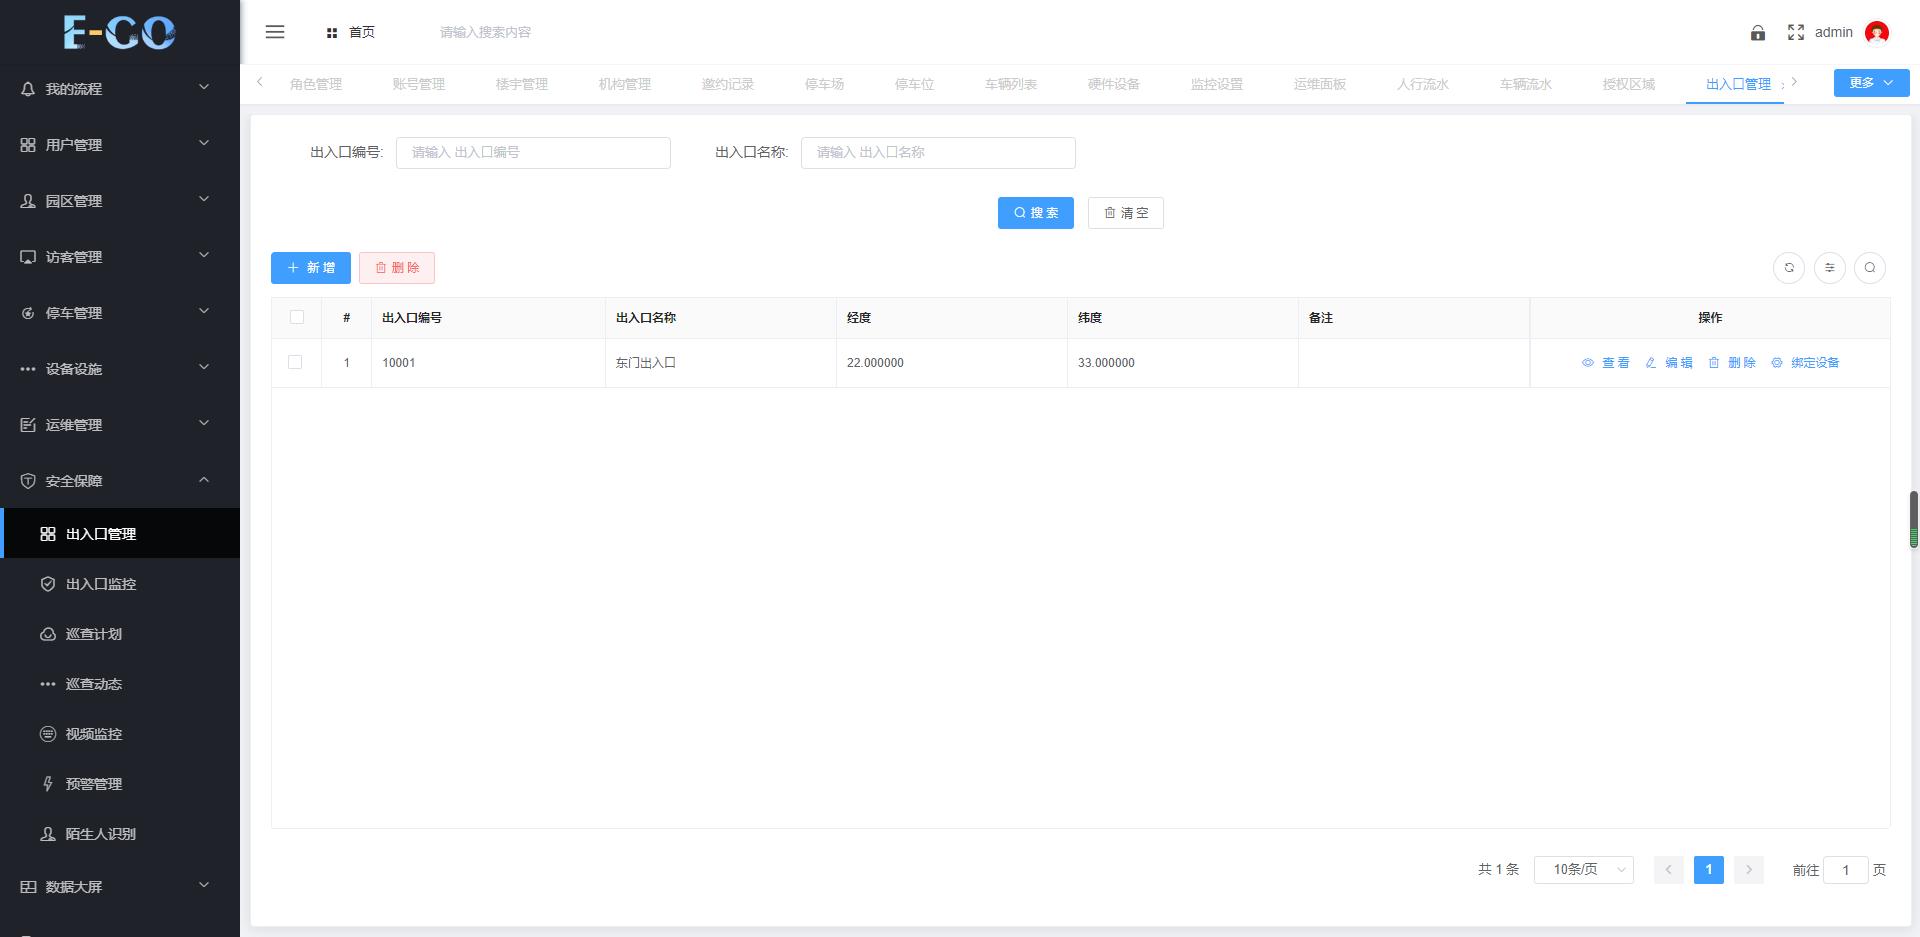 E-GO
首页
请输入搜索内容
admin
角色管理
账号管理
楼宇管理
机构管理
邀约记录
停车场
停车位
车辆列表
硬件设备
监控设置
运维面板
人行流水
车辆流水
授权区域
出入口管理
更多
我的流程
用户管理
园区管理
访客管理
停车管理
设备设施
运维管理
安全保障
出入口管理
出入口监控
巡查计划
巡查动态
视频监控
预警管理
陌生人识别
数据大屏
出入口编号: 请输入 出入口编号
出入口名称: 请输入 出入口名称
搜 索
清 空
新 增
删 除
# 出入口编号 出入口名称 经度 纬度 备注 操作
1 10001 东门出入口 22.000000 33.000000 查 看 编 辑 删 除 绑定设备
共 1 条 10条/页 1 前往 1 页